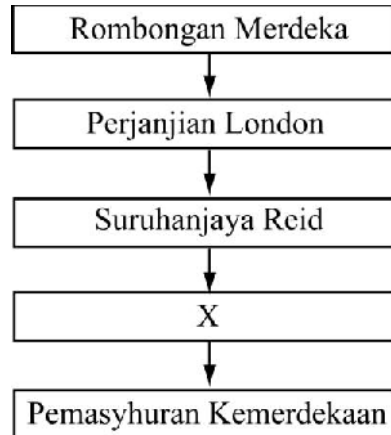 Rombongan Merdeka
Perjanjian London
Suruhanjaya Reid
X
Pemasyhuran Kemerdekaan